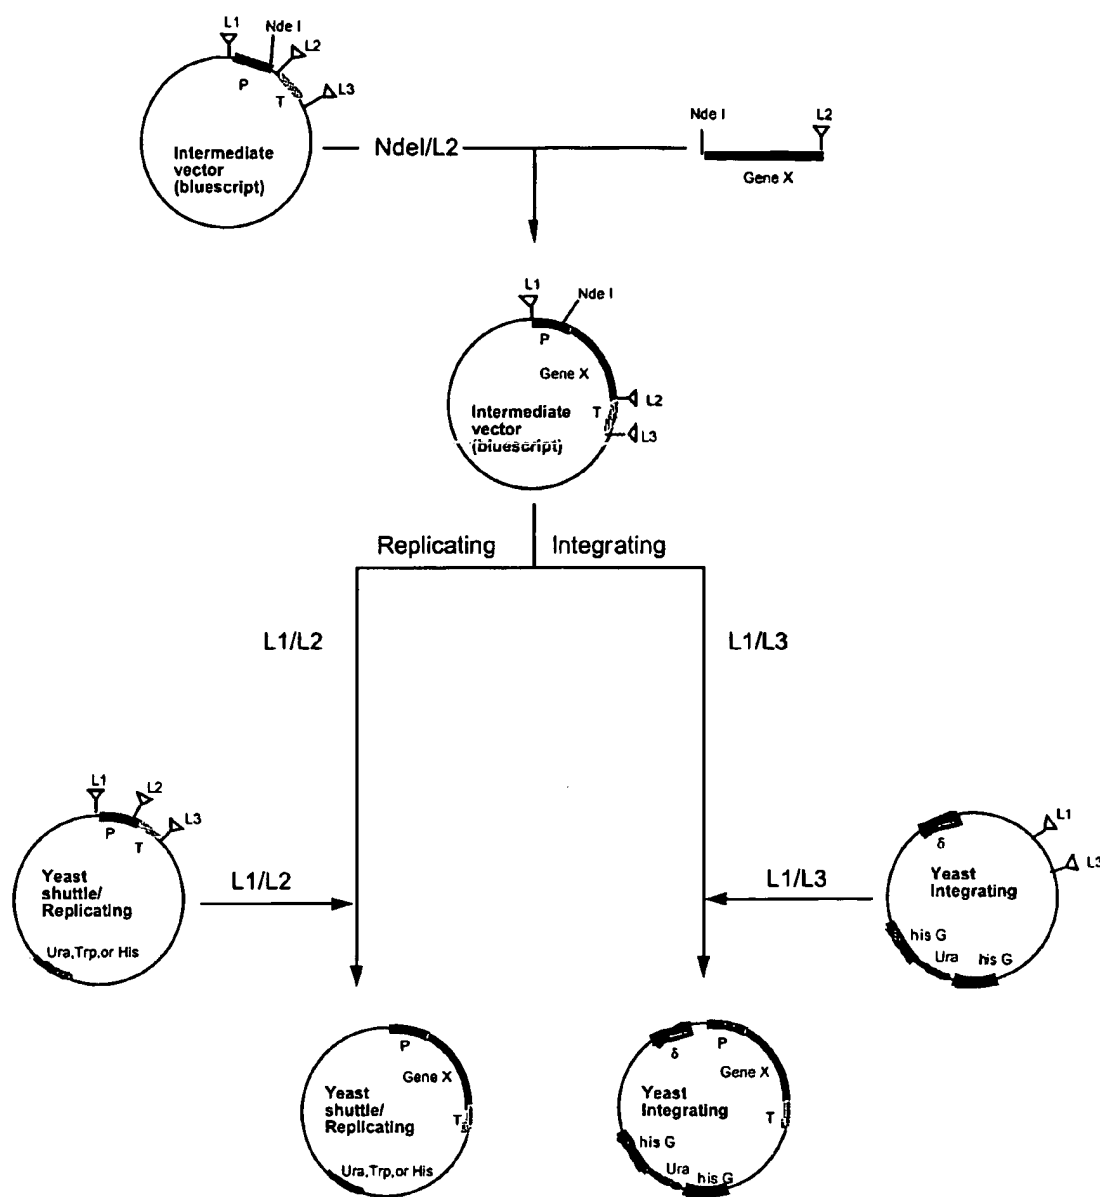 L1
Nde I
L2
P
T
L3
Intermediate
vector
(bluescript)
NdeI/L2
Nde I
L2
Gene X
L1
Nde I
P
Gene X
L2
T
Intermediate
vector
(bluescript)
L3
Replicating
Integrating
L1/L2
L1/L3
L1
L2
L3
P
T
Yeast
shuttle/
Replicating
Ura,Trp,or His
L1/L2
L1/L3
δ
L1
L3
Yeast
Integrating
his G
Ura
his G
P
Gene X
Yeast
shuttle/
Replicating
T
Ura,Trp,or His
δ
P
Gene X
Yeast
Integrating
T
his G
Ura
his G